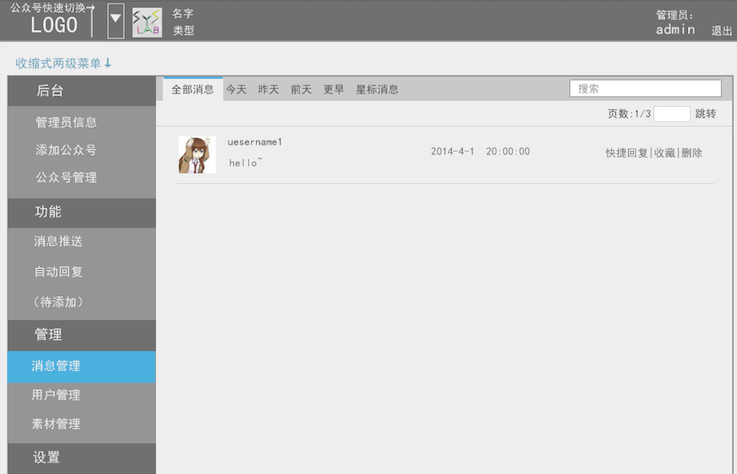 公众号快速切换→
LOGO
SYS
LAB
名字
类型
管理员:
admin
退出
收缩式两级菜单↓
后台
管理员信息
添加公众号
公众号管理
功能
消息推送
自动回复
(待添加)
管理
消息管理
用户管理
素材管理
设置
全部消息 今天 昨天 前天 更早 星标消息
搜索
页数:1/3 跳转
uesername1
hello~
2014-4-1 20:00:00
快捷回复|收藏|删除